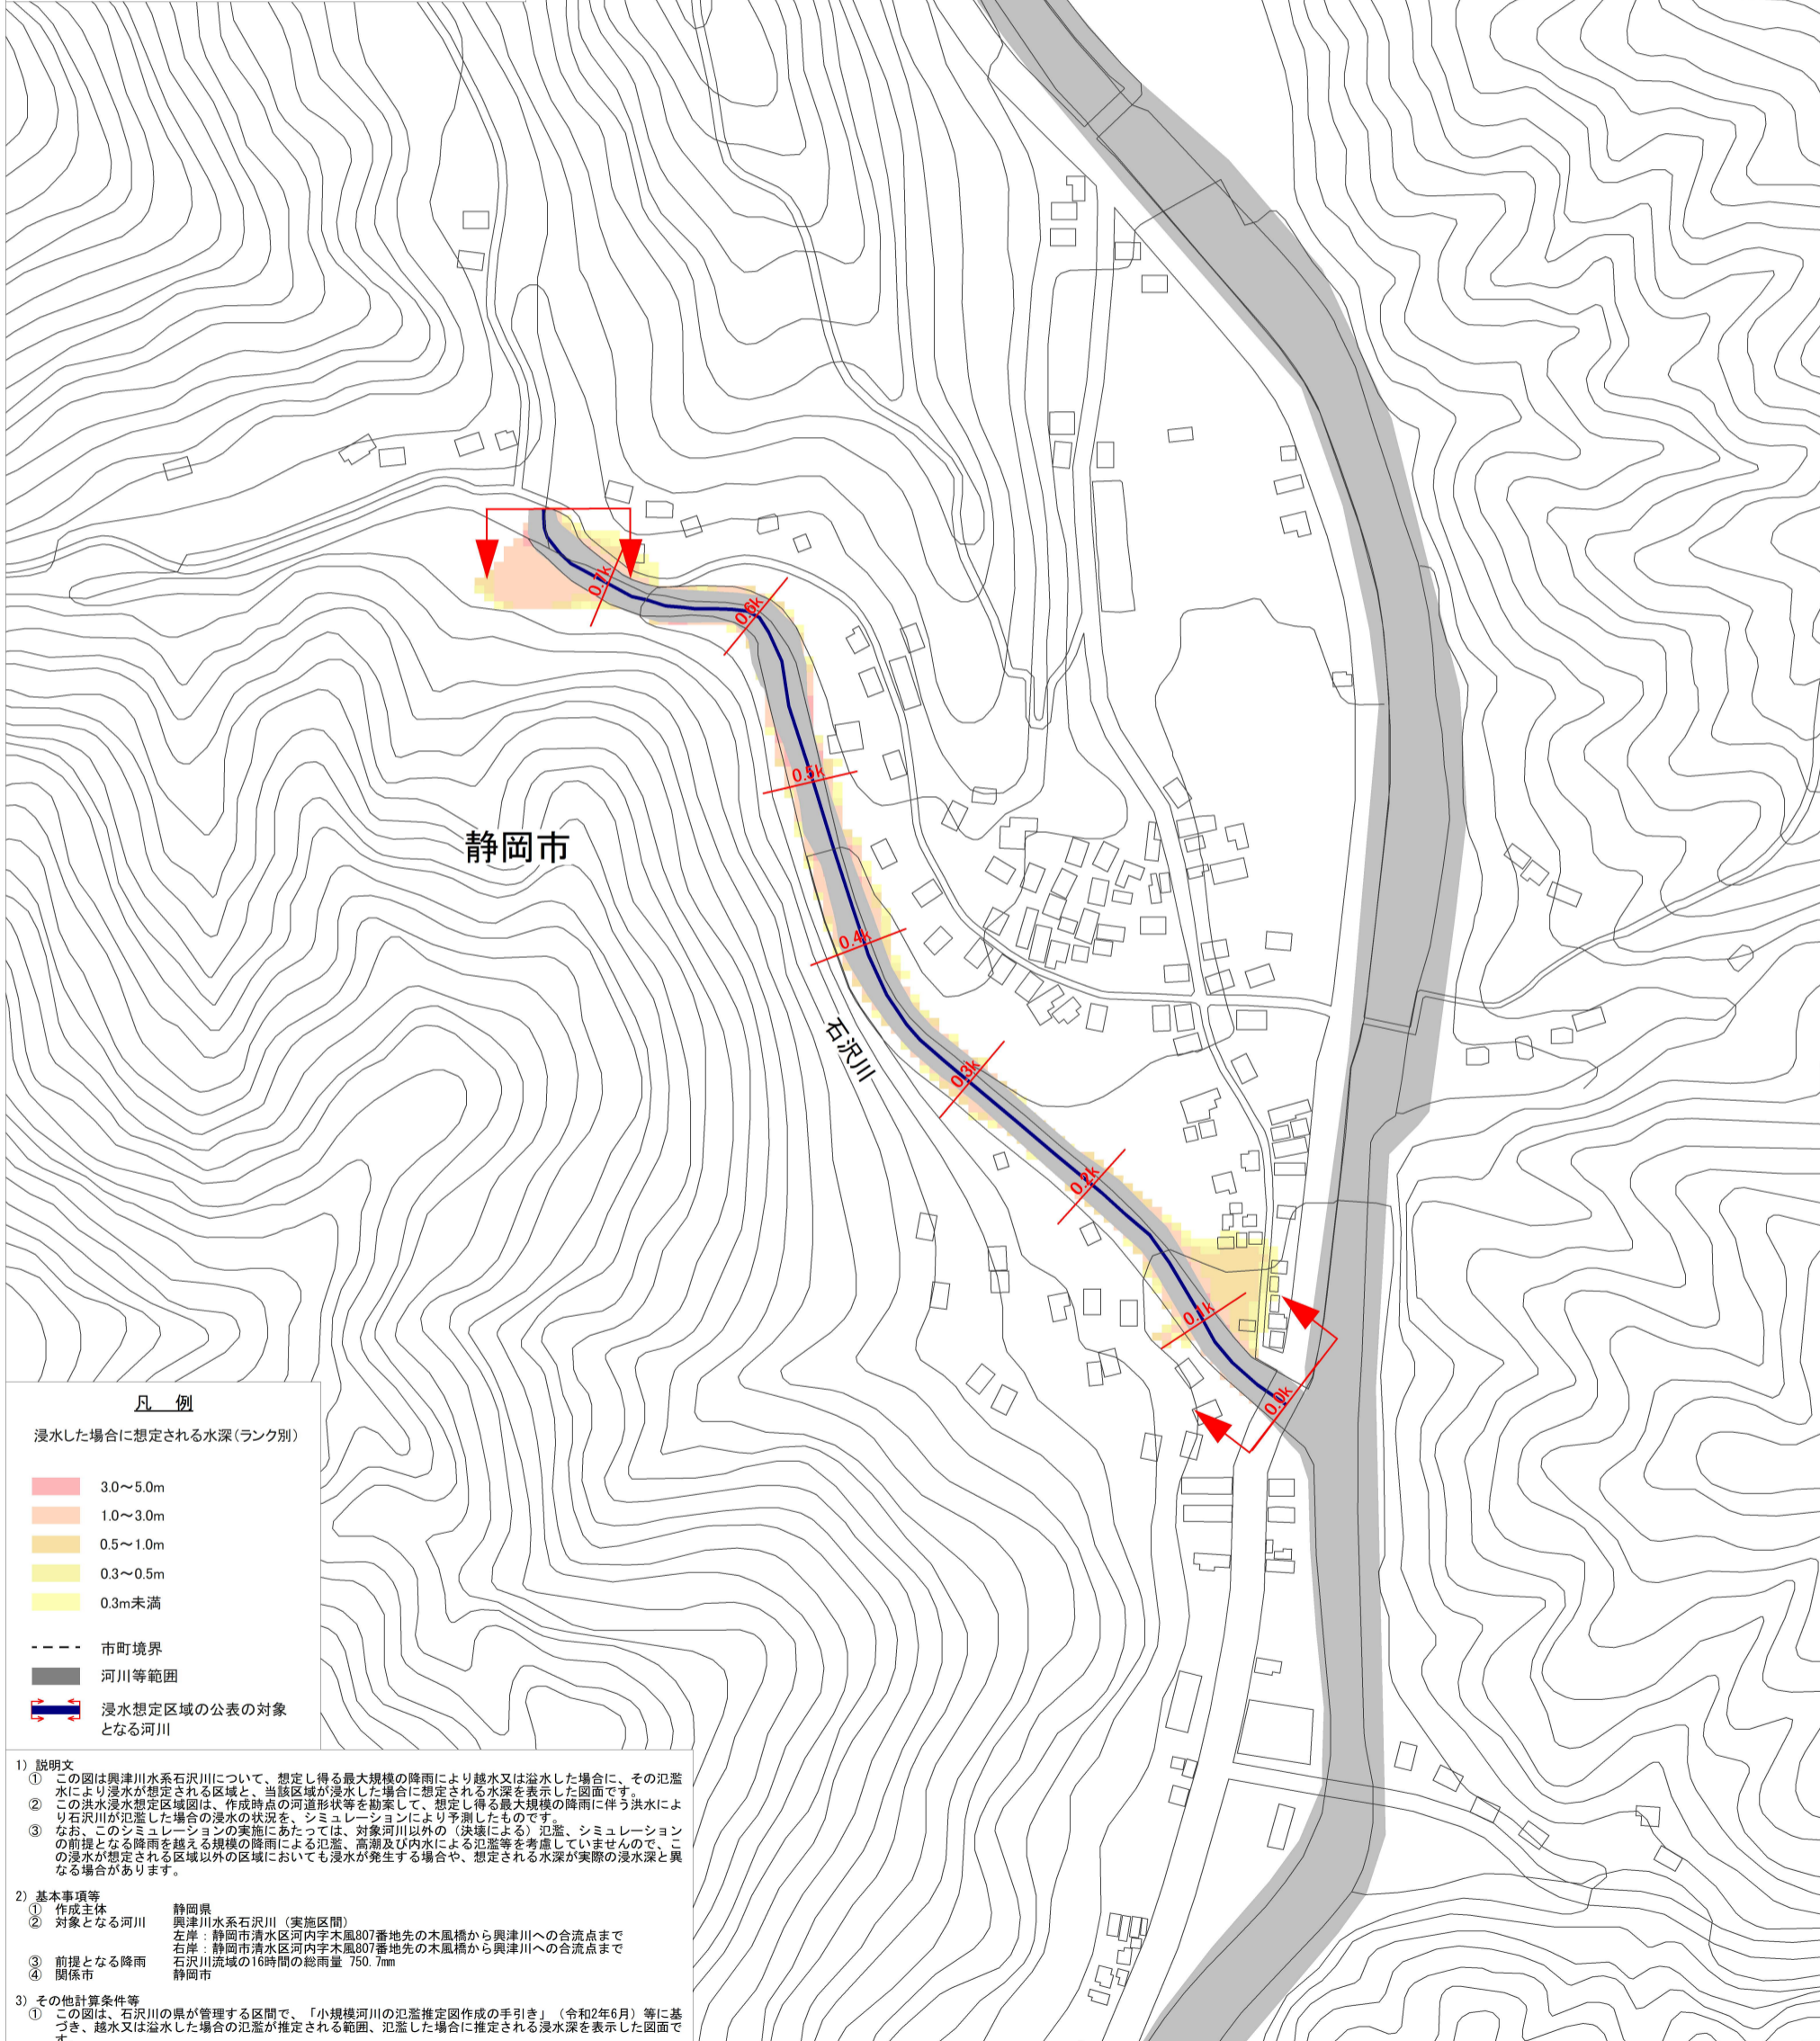 0.7k
0.6k
0.5k
静岡市
0.4k
石沢川
0.3k
0.2k
0.1k
0.0k
凡 例
浸水した場合に想定される水深(ランク別)
3.0～5.0m
1.0～3.0m
0.5～1.0m
0.3～0.5m
0.3m未満
市町境界
河川等範囲
浸水想定区域の公表の対象
となる河川
1) 説明文
① この図は興津川水系石沢川について、想定し得る最大規模の降雨により越水又は溢水した場合に、その氾濫
水により浸水が想定される区域と、当該区域が浸水した場合に想定される水深を表示した図面です。
② この洪水浸水想定区域図は、作成時点の河道形状等を勘案して、想定し得る最大規模の降雨に伴う洪水によ
り石沢川が氾濫した場合の浸水の状況を、シミュレーションにより予測したものです。
③ なお、このシミュレーションの実施にあたっては、対象河川以外の（決壊による）氾濫、シミュレーション
の前提となる降雨を越える規模の降雨による氾濫、高潮及び内水による氾濫等を考慮していませんので、こ
の浸水が想定される区域以外の区域においても浸水が発生する場合や、想定される水深が実際の浸水深と異
なる場合があります。
2) 基本事項等
① 作成主体 静岡県
② 対象となる河川 興津川水系石沢川（実施区間）
左岸：静岡市清水区河内字木風807番地先の木風橋から興津川への合流点まで
右岸：静岡市清水区河内字木風807番地先の木風橋から興津川への合流点まで
③ 前提となる降雨 石沢川流域の16時間の総雨量 750.7mm
④ 関係市 静岡市
3) その他計算条件等
① この図は、石沢川の県が管理する区間で、「小規模河川の氾濫推定図作成の手引き」（令和2年6月）等に基
づき、越水又は溢水した場合の氾濫が推定される範囲、氾濫した場合に推定される浸水深を表示した図面で
す